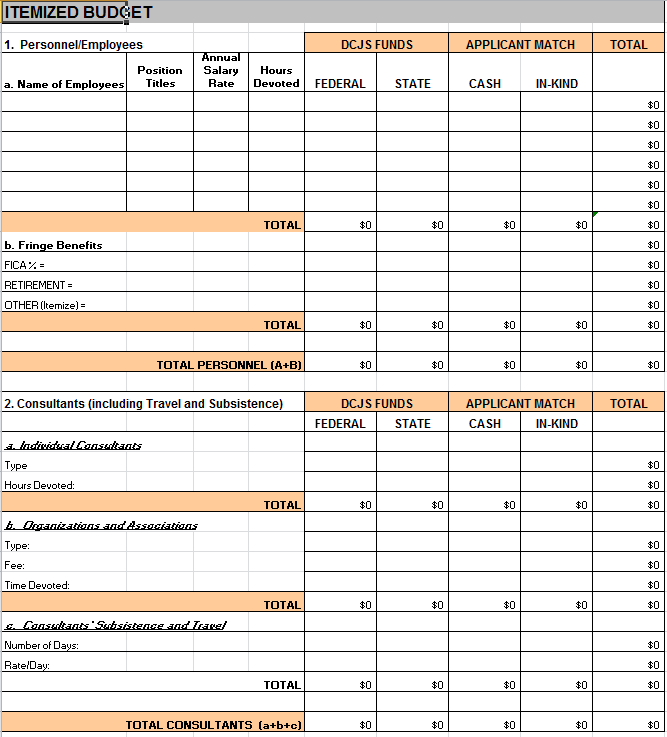 ITEMIZED BUDGET
1. Personnel/Employees DCJS FUNDS APPLICANT MATCH TOTAL
a. Name of Employees Position Titles Annual Salary Rate Hours Devoted FEDERAL STATE CASH IN-KIND
$0
$0
$0
$0
$0
$0
TOTAL $0 $0 $0 $0 $0
b. Fringe Benefits $0
FICA % = $0
RETIREMENT = $0
OTHER (Itemize) = $0
TOTAL $0 $0 $0 $0 $0
TOTAL PERSONNEL (A+B) $0 $0 $0 $0 $0
2. Consultants (including Travel and Subsistence) DCJS FUNDS APPLICANT MATCH TOTAL
FEDERAL STATE CASH IN-KIND
a. Individual Consultants
Type $0
Hours Devoted: $0
TOTAL $0 $0 $0 $0 $0
b. Organizations and Associations
Type: $0
Fee: $0
Time Devoted: $0
TOTAL $0 $0 $0 $0 $0
c. Consultants' Subsistence and Travel
Number of Days: $0
Rate/Day: $0
TOTAL $0 $0 $0 $0 $0
TOTAL CONSULTANTS (a+b+c) $0 $0 $0 $0 $0